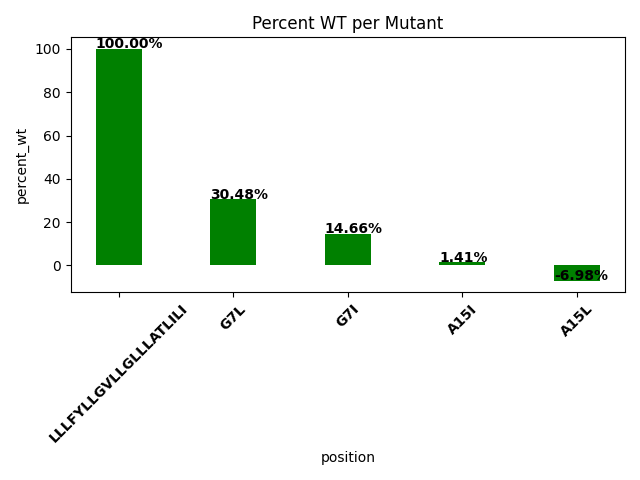 Percent WT per Mutant
percent_wt
100
80
60
40
20
0
100.00%
30.48%
14.66%
1.41%
-6.98%
LLLFYLLGVLLGLLLATLILI
G7L
G7I
A15I
A15L
position